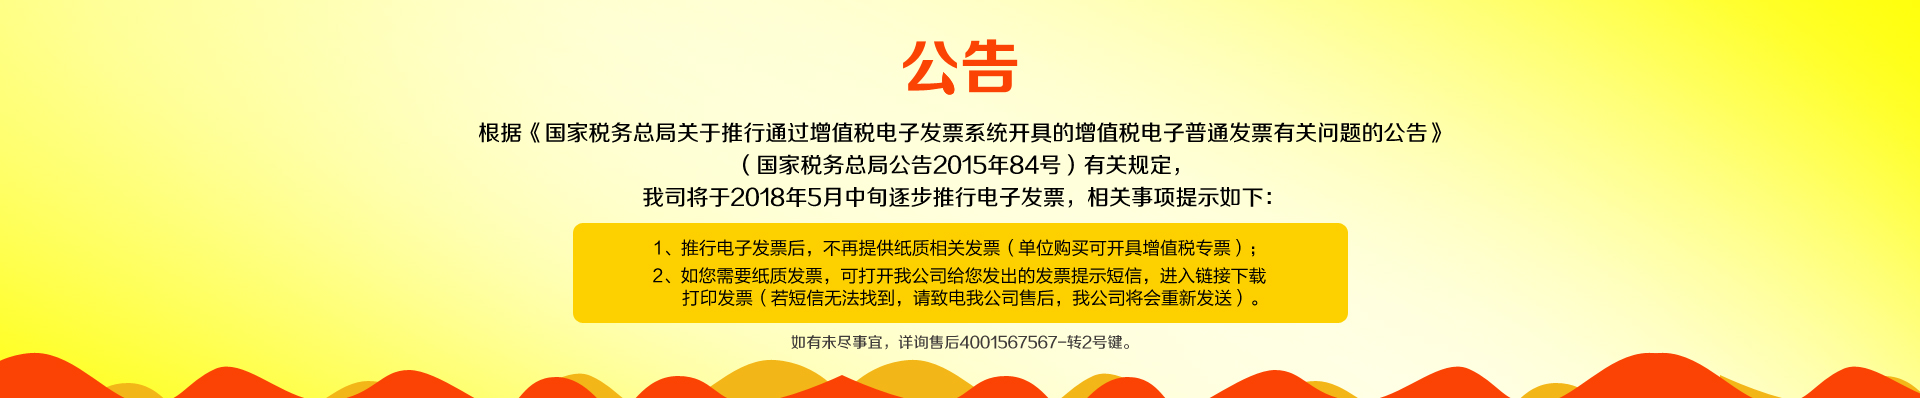 公告
根据《国家税务总局关于推行通过增值税电子发票系统开具的增值税电子普通发票有关问题的公告》
（国家税务总局公告2015年84号）有关规定，
我司将于2018年5月中旬逐步推行电子发票，相关事项提示如下：
1、推行电子发票后，不再提供纸质相关发票（单位购买可开具增值税专票）；
2、如您需要纸质发票，可打开我公司给您发出的发票提示短信，进入链接下载
打印发票（若短信无法找到，请致电我公司售后，我公司将会重新发送）。
如有未尽事宜，详询售后4001567567-转2号键。